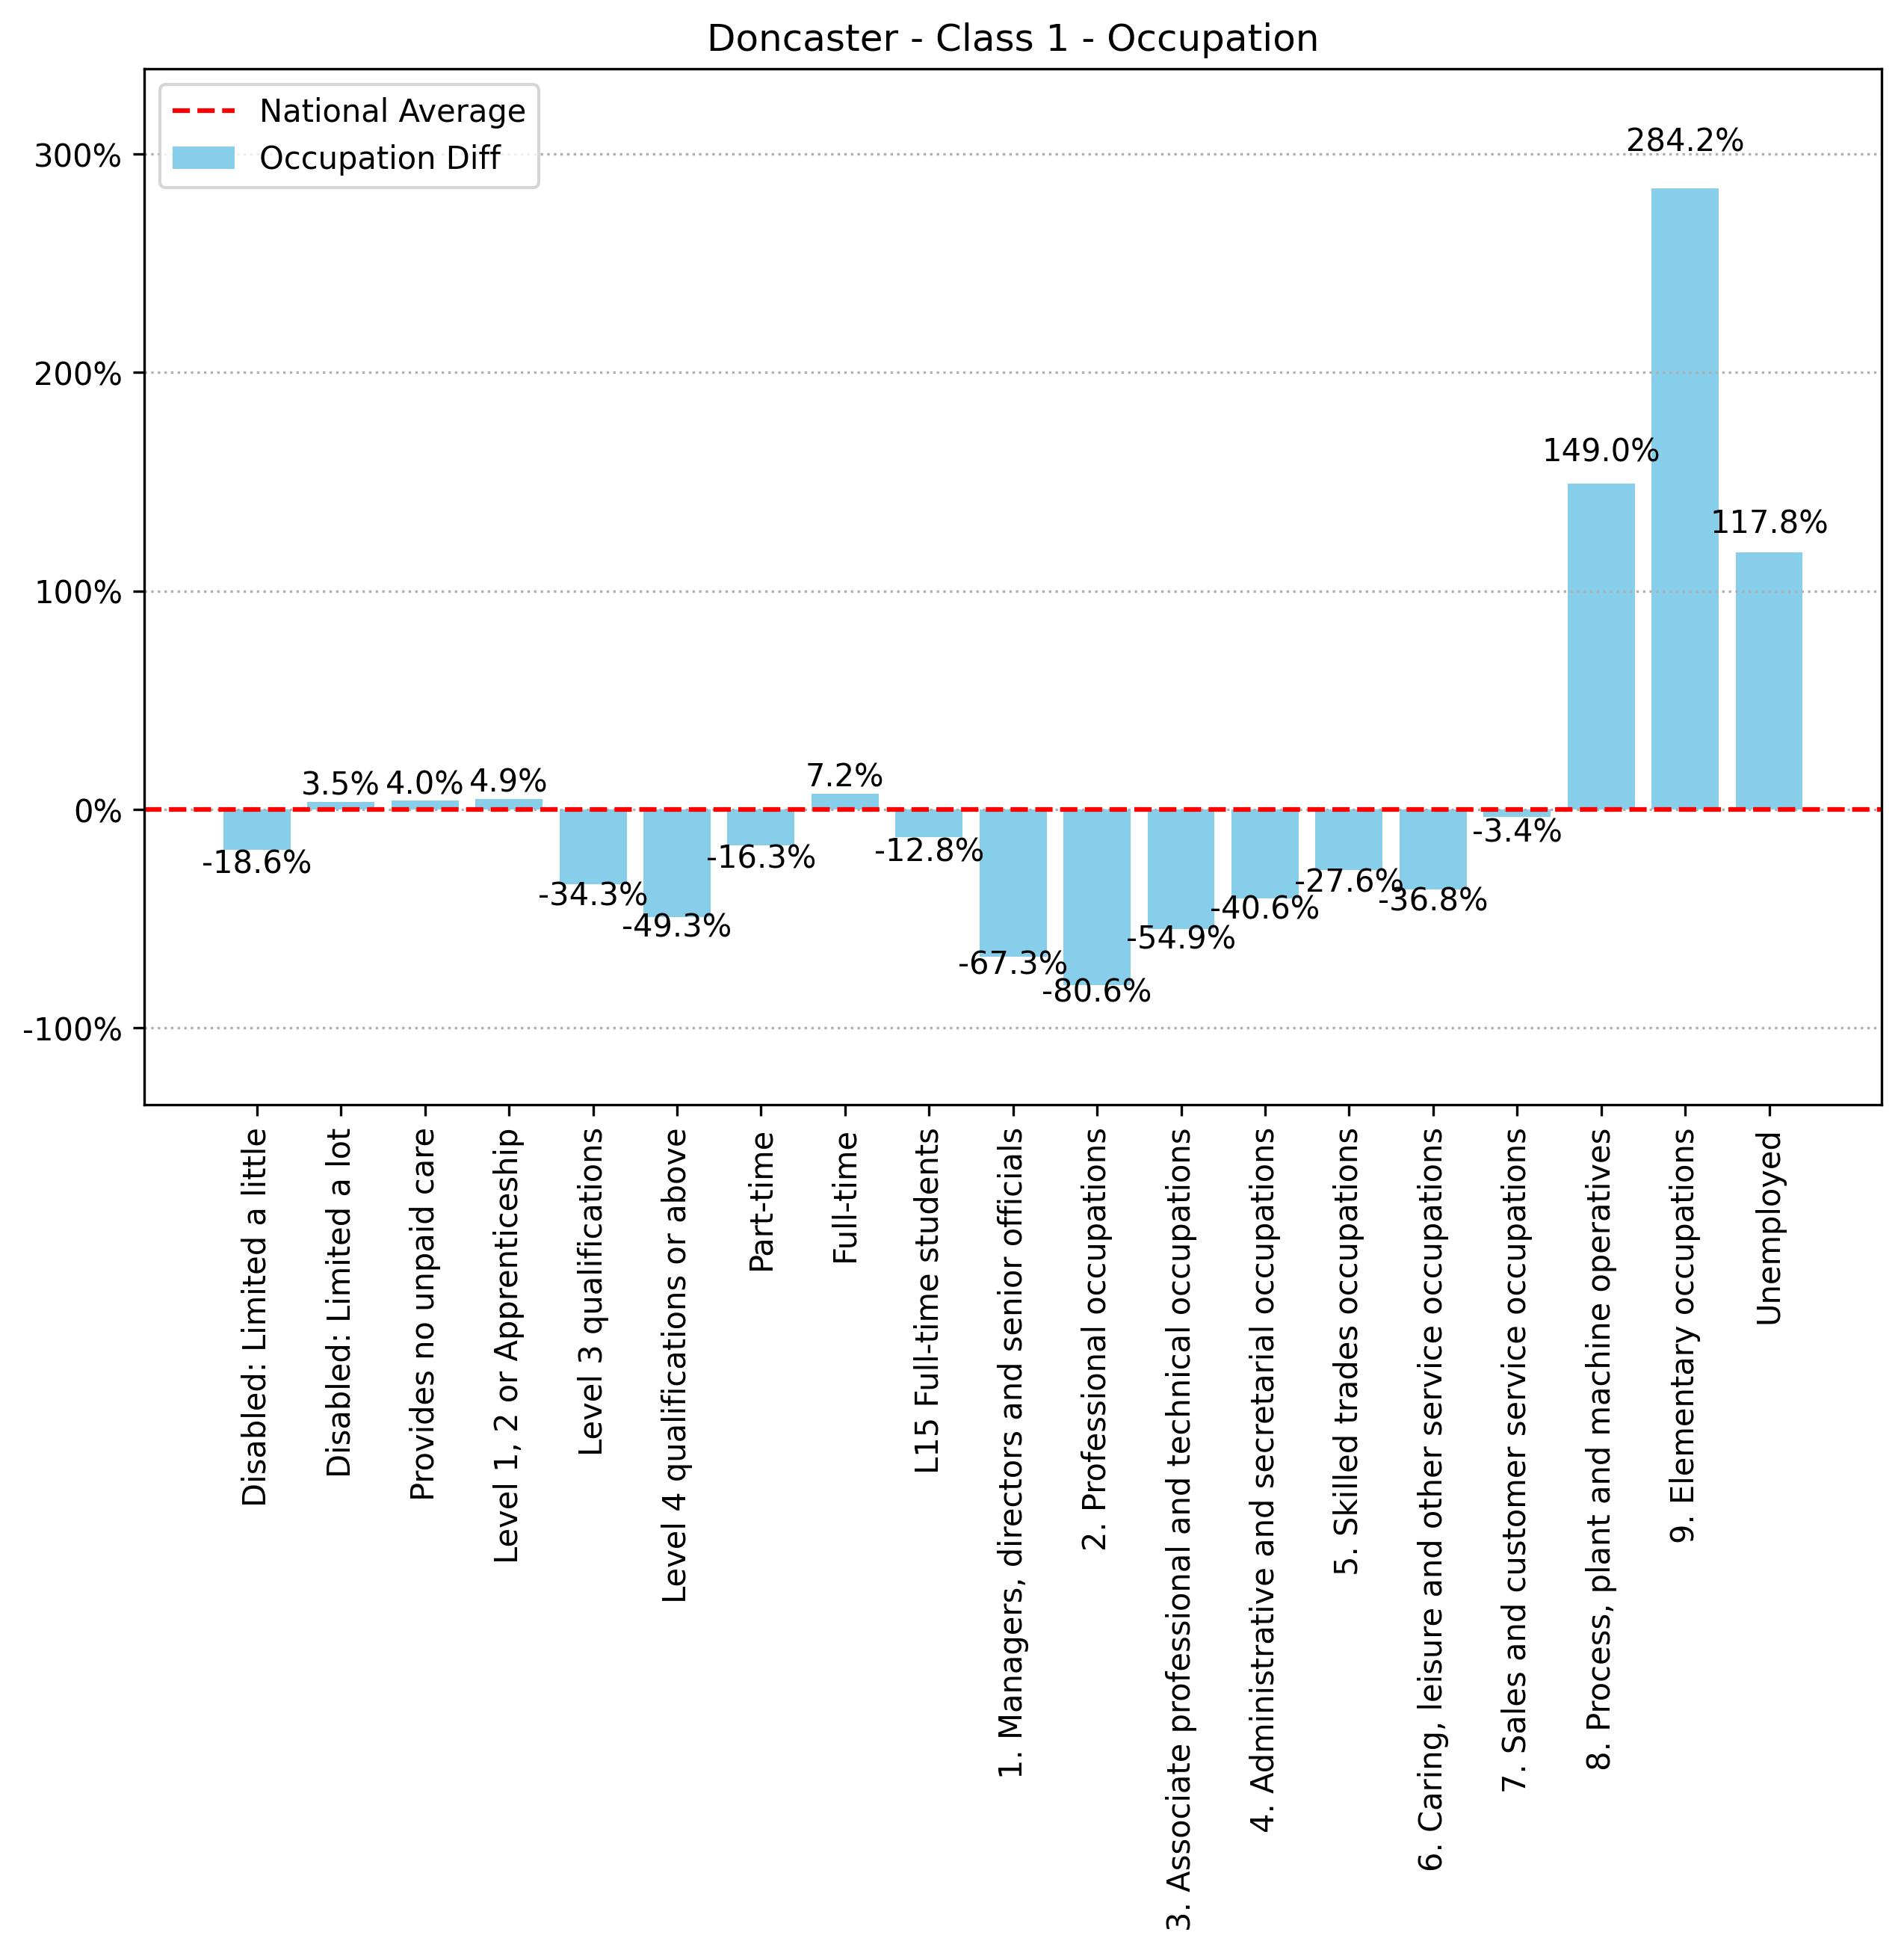 Doncaster - Class 1 - Occupation
National Average
Occupation Diff
300%
200%
100%
0%
-100%
-18.6%
3.5%
4.0%
4.9%
-34.3%
-49.3%
-16.3%
7.2%
-12.8%
-67.3%
-80.6%
-54.9%
-40.6%
-27.6%
-36.8%
-3.4%
149.0%
284.2%
117.8%
Disabled: Limited a little
Disabled: Limited a lot
Provides no unpaid care
Level 1, 2 or Apprenticeship
Level 3 qualifications
Level 4 qualifications or above
Part-time
Full-time
L15 Full-time students
1. Managers, directors and senior officials
2. Professional occupations
3. Associate professional and technical occupations
4. Administrative and secretarial occupations
5. Skilled trades occupations
6. Caring, leisure and other service occupations
7. Sales and customer service occupations
8. Process, plant and machine operatives
9. Elementary occupations
Unemployed